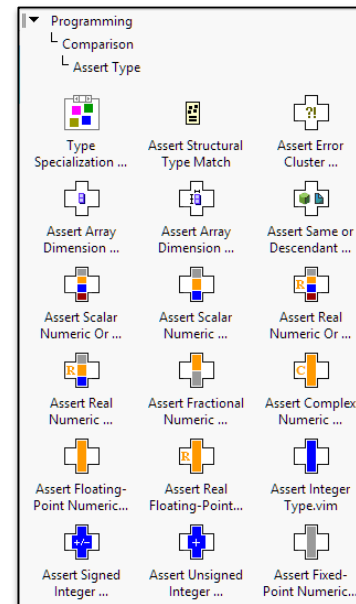 Programming
Comparison
Assert Type
Type
Specialization ...
Assert Structural
Type Match
?!
Assert Error
Cluster ...
Assert Array
Dimension ...
Assert Array
Dimension ...
Assert Same or
Descendant ...
Assert Scalar
Numeric Or ...
Assert Scalar
Numeric ...
R
Assert Real
Numeric Or ...
R
Assert Real
Numeric ...
Assert Fractional
Numeric ...
C
Assert Complex
Numeric ...
Assert Floating-
Point Numeric...
R
Assert Real
Floating-Point...
Assert Integer
Type.vim
+/-
Assert Signed
Integer ...
+
Assert Unsigned
Integer ...
Assert Fixed-
Point Numeric...